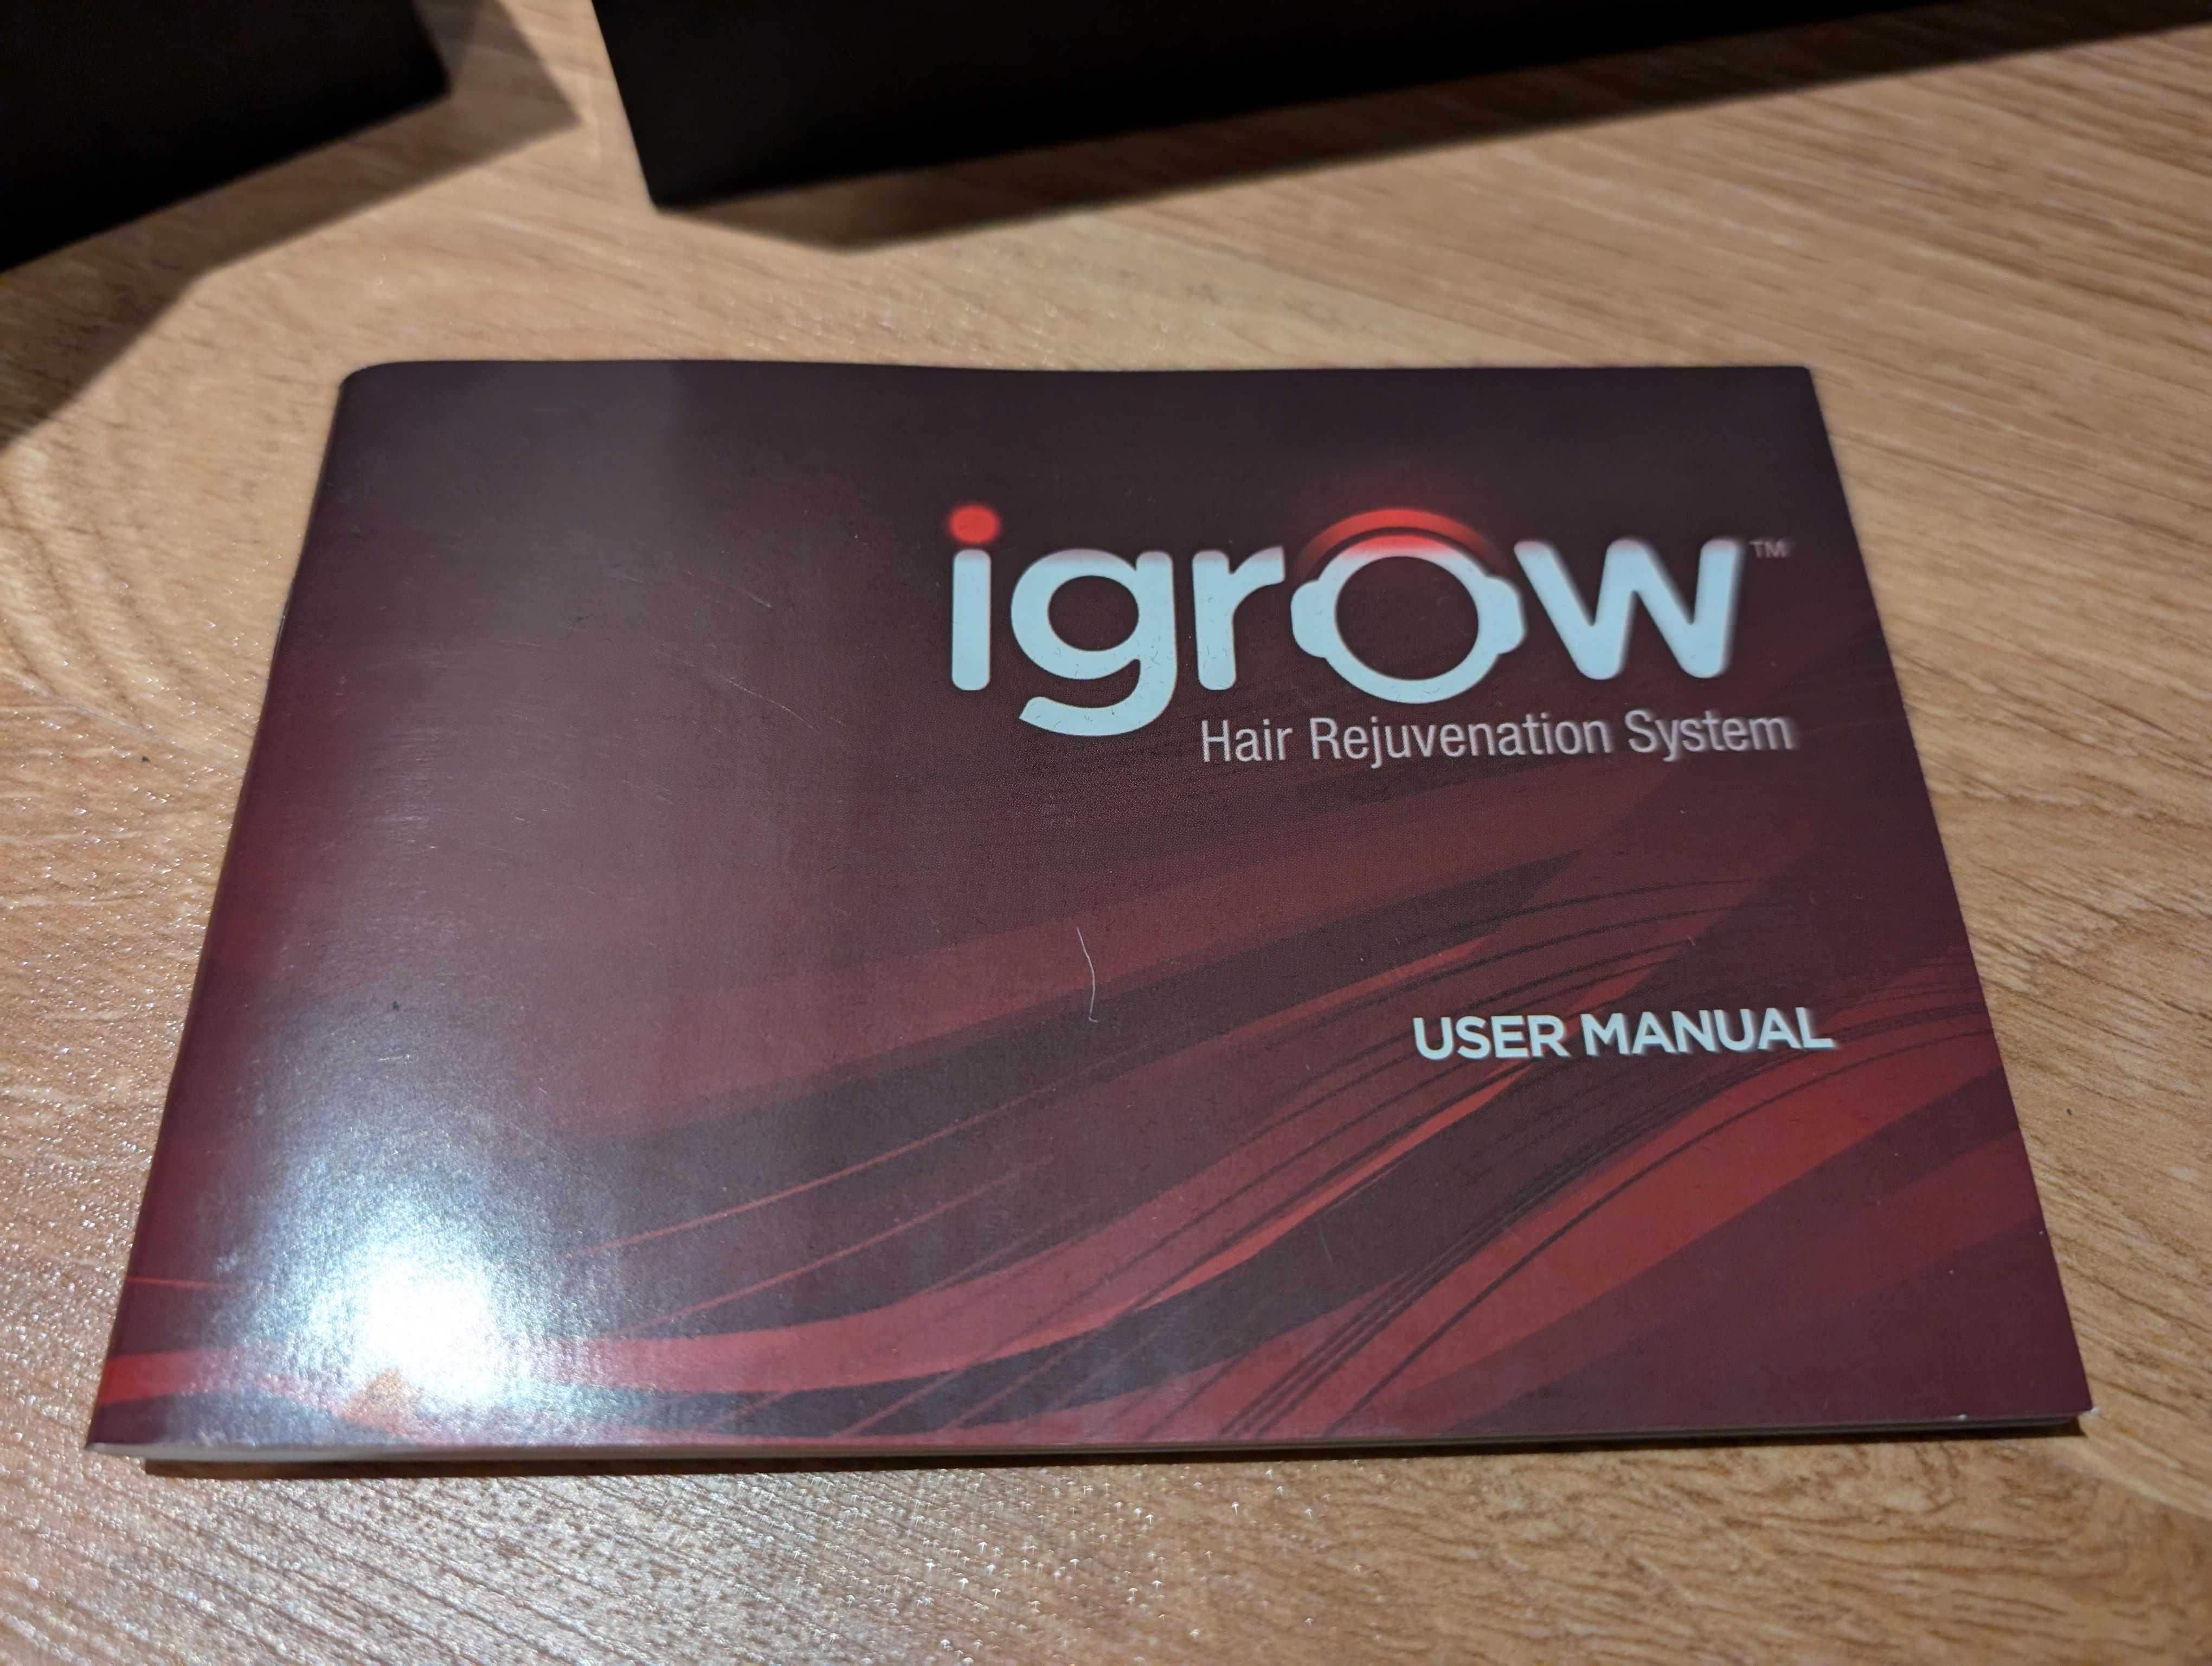 igrow™
Hair Rejuvenation System
USER MANUAL